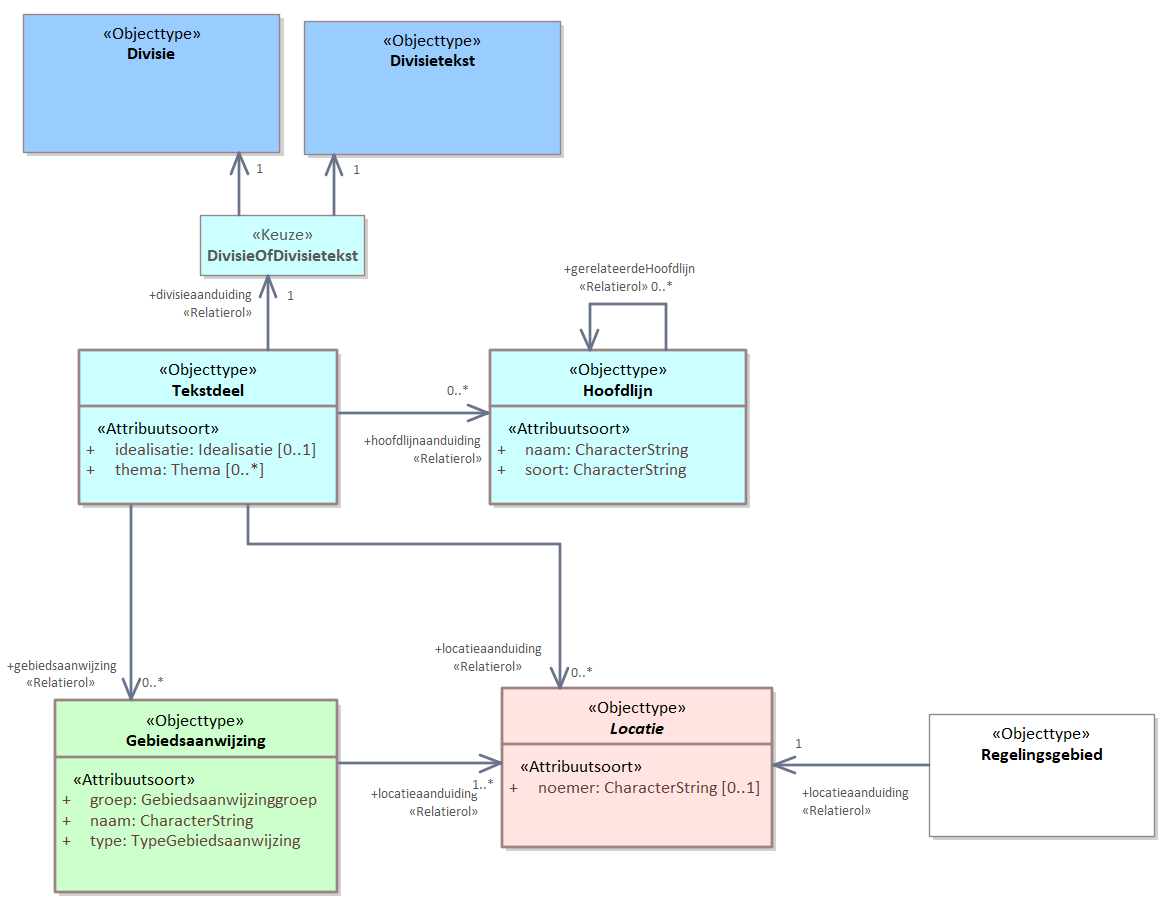 «Objecttype»
Divisie
«Objecttype»
Divisietekst
1
1
«Keuze»
DivisieOfDivisietekst
+divisieaanduiding
«Relatierol»
1
+gerelateerdeHoofdlijn
«Relatierol» 0..*
«Objecttype»
Tekstdeel
«Attribuutsoort»
+ idealisatie: Idealisatie [0..1]
+ thema: Thema [0..*]
0..*
+hoofdlijnaanduiding
«Relatierol»
«Objecttype»
Hoofdlijn
«Attribuutsoort»
+ naam: CharacterString
+ soort: CharacterString
+gebiedsaanwijzing
«Relatierol»
0..*
+locatieaanduiding
«Relatierol»
0..*
«Objecttype»
Gebiedsaanwijzing
«Attribuutsoort»
+ groep: Gebiedsaanwijzinggroep
+ naam: CharacterString
+ type: TypeGebiedsaanwijzing
1..*
+locatieaanduiding
«Relatierol»
«Objecttype»
Locatie
«Attribuutsoort»
+ noemer: CharacterString [0..1]
1
+locatieaanduiding
«Relatierol»
«Objecttype»
Regelingsgebied